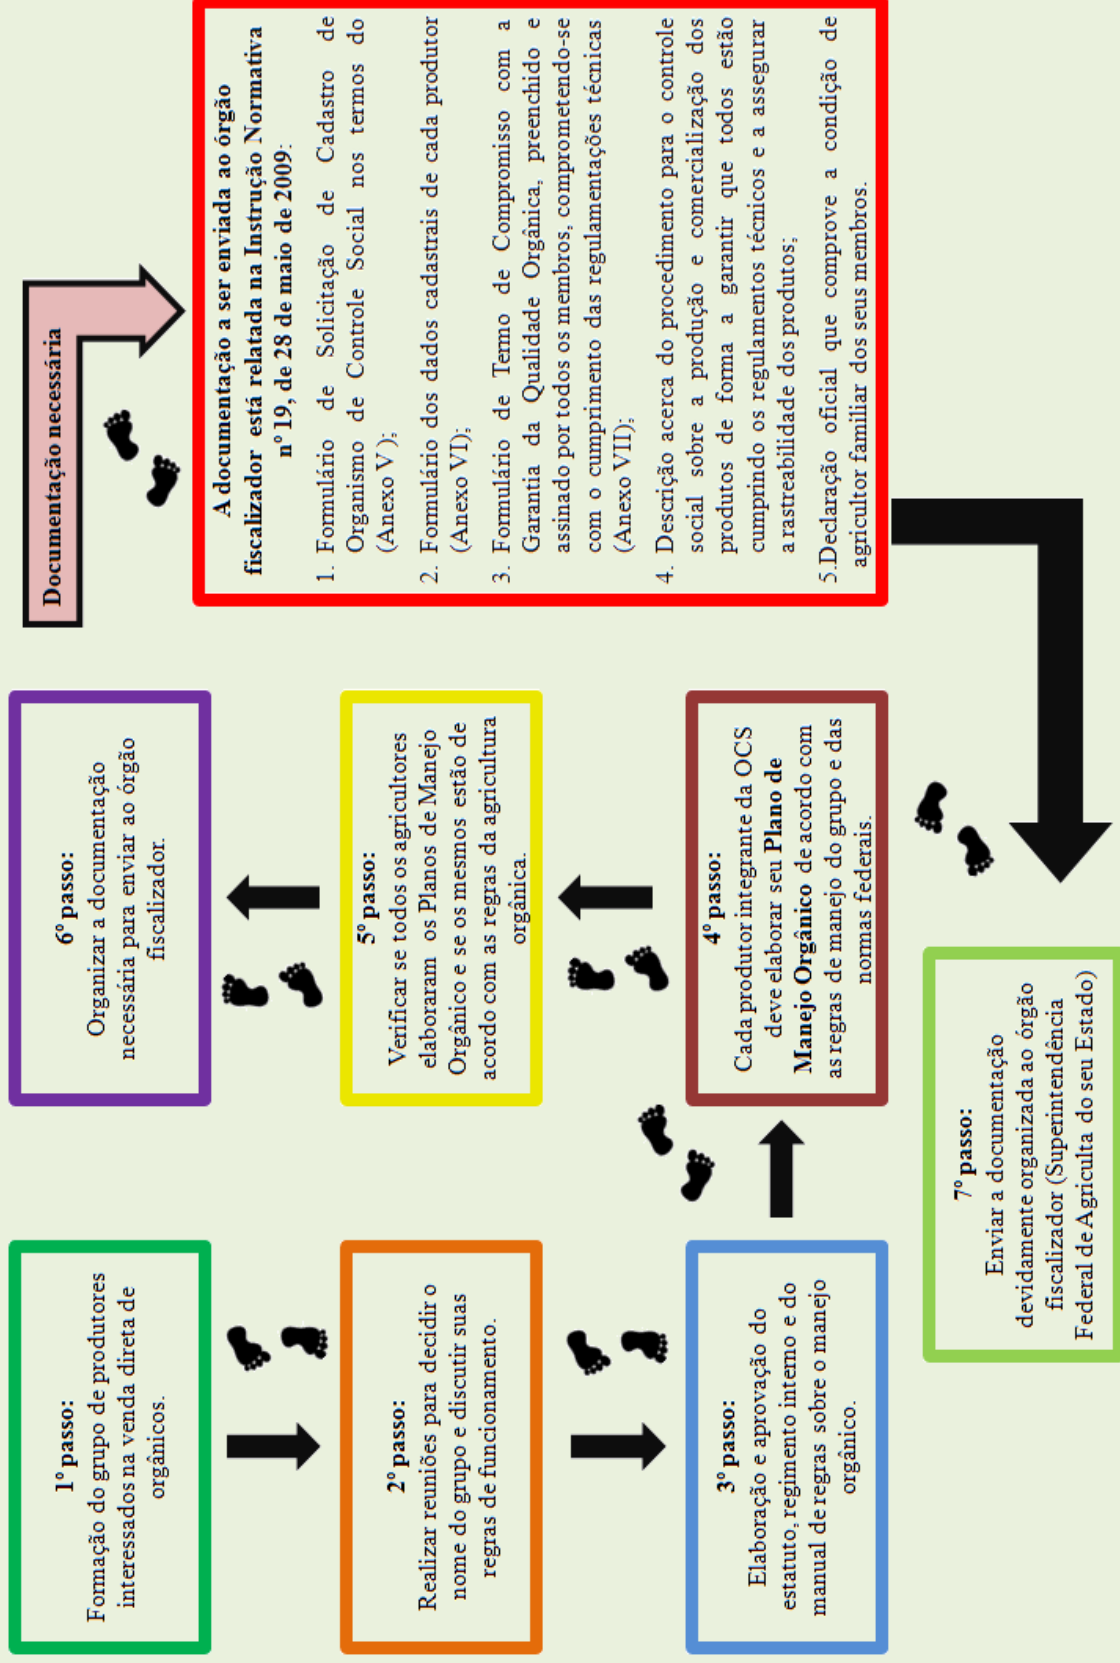 1º passo:
Formação do grupo de produtores
interessados na venda direta de
orgânicos.
2º passo:
Realizar reuniões para decidir o
nome do grupo e discutir suas
regras de funcionamento.
3º passo:
Elaboração e aprovação do
estatuto, regimento interno e do
manual de regras sobre o manejo
orgânico.
4º passo:
Cada produtor integrante da OCS
deve elaborar seu Plano de
Manejo Orgânico de acordo com
as regras de manejo do grupo e das
normas federais.
5º passo:
Verificar se todos os agricultores
elaboraram os Planos de Manejo
Orgânico e se os mesmos estão de
acordo com as regras da agricultura
orgânica.
6º passo:
Organizar a documentação
necessária para enviar ao órgão
fiscalizador.
Documentação necessária
A documentação a ser enviada ao órgão
fiscalizador está relatada na Instrução Normativa
nº 19, de 28 de maio de 2009:
1. Formulário de Solicitação de Cadastro de
Organismo de Controle Social nos termos do
(Anexo V);
2. Formulário dos dados cadastrais de cada produtor
(Anexo VI);
3. Formulário de Termo de Compromisso com a
Garantia da Qualidade Orgânica, preenchido e
assinado por todos os membros, comprometendo-se
com o cumprimento das regulamentações técnicas
(Anexo VII);
4. Descrição acerca do procedimento para o controle
social sobre a produção e comercialização dos
produtos de forma a garantir que todos estão
cumprindo os regulamentos técnicos e a assegurar
a rastreabilidade dos produtos;
5.Declaração oficial que comprove a condição de
agricultor familiar dos seus membros.
7º passo:
Enviar a documentação
devidamente organizada ao órgão
fiscalizador (Superintendência
Federal de Agriculta do seu Estado)